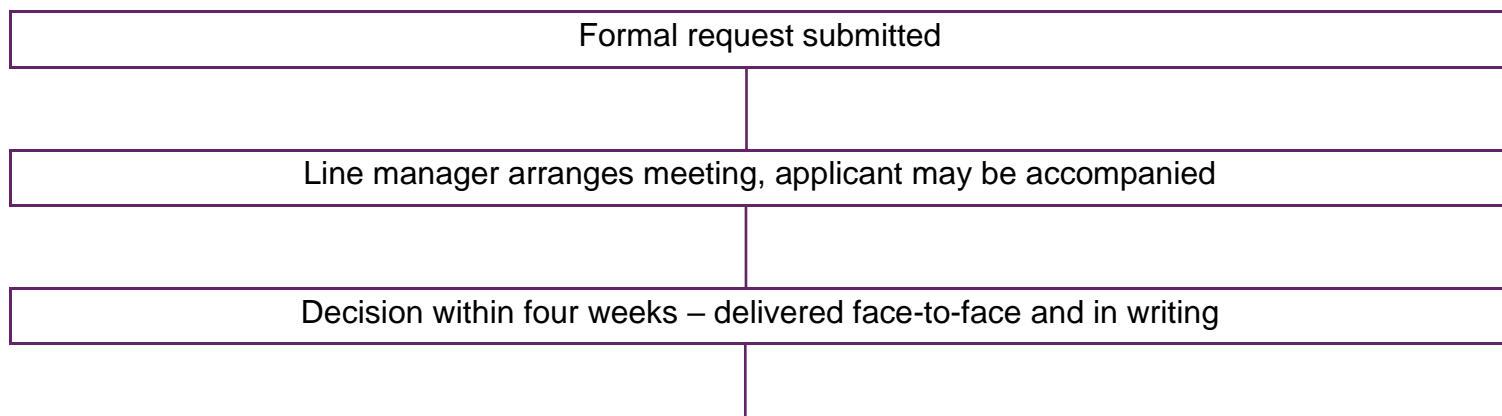 Formal request submitted
Line manager arranges meeting, applicant may be accompanied
Decision within four weeks – delivered face-to-face and in writing